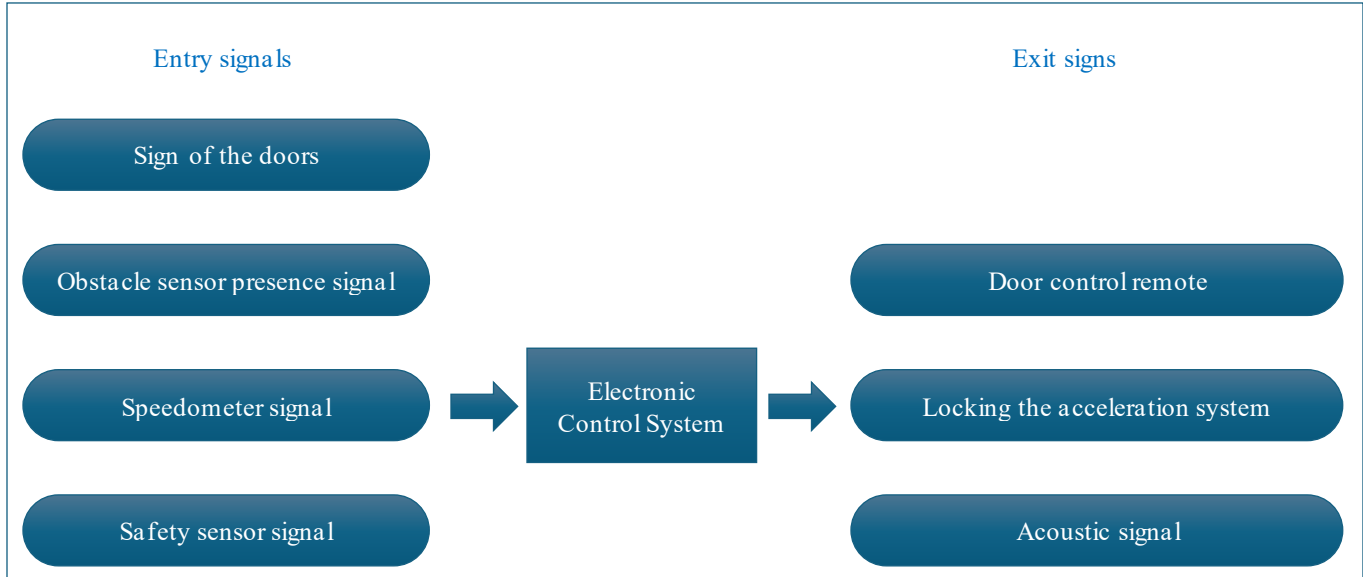 Entry signals
Exit signs
Sign of the doors
Obstacle sensor presence signal
Door control remote
Speedometer signal
Electronic
Control System
Locking the acceleration system
Safety sensor signal
Acoustic signal